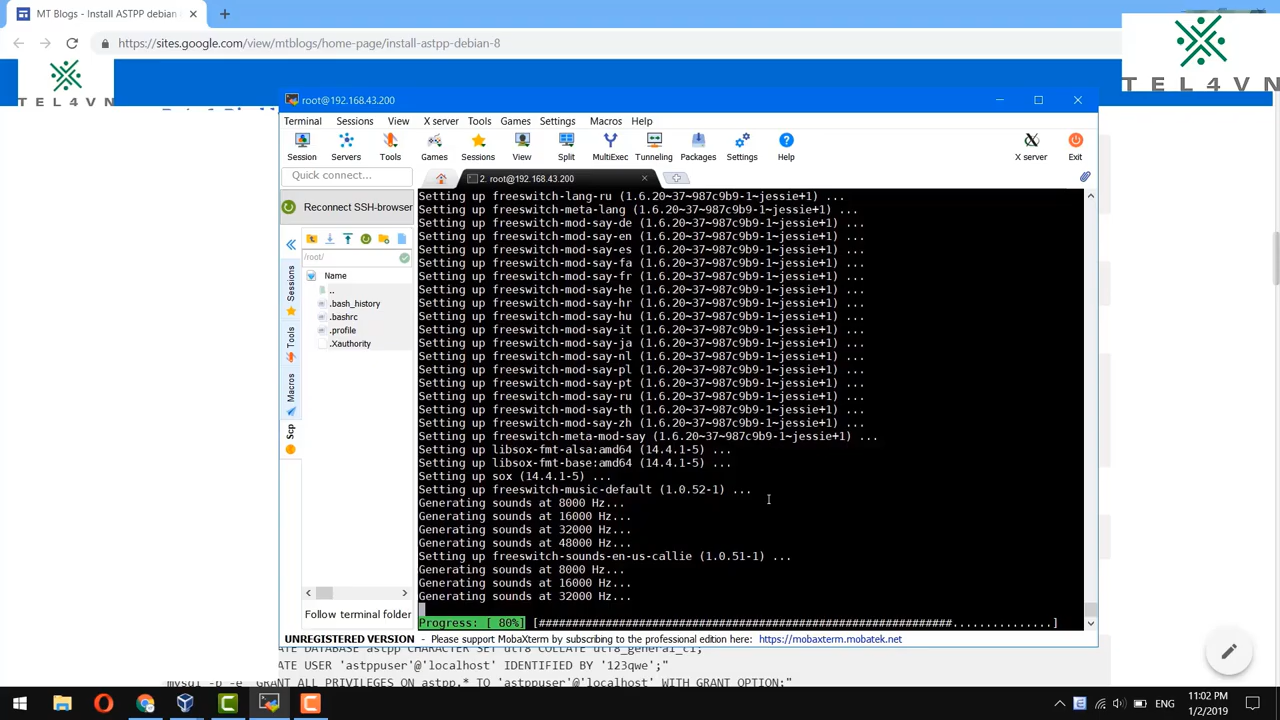 MT Blogs - Install ASTPP debian
https://sites.google.com/view/mtblogs/home-page/install-astpp-debian-8
TEL4VN
TEL4VN
root@192.168.43.200
Terminal Sessions View X server Tools Games Settings Macros Help
Session Servers Tools Games Sessions View Split MultiExec Tunneling Packages Settings Help X server Exit
Quick connect...
2. root@192.168.43.200
Reconnect SSH-browser
/root/
Name
..
.bash_history
.bashrc
.profile
.Xauthority
Sessions
Tools
Macros
Scp
Follow terminal folder
Setting up freeswitch-lang-ru (1.6.20~37~987c9b9-1~jessie+1) ...
Setting up freeswitch-meta-lang (1.6.20~37~987c9b9-1~jessie+1) ...
Setting up freeswitch-mod-say-de (1.6.20~37~987c9b9-1~jessie+1) ...
Setting up freeswitch-mod-say-en (1.6.20~37~987c9b9-1~jessie+1) ...
Setting up freeswitch-mod-say-es (1.6.20~37~987c9b9-1~jessie+1) ...
Setting up freeswitch-mod-say-fa (1.6.20~37~987c9b9-1~jessie+1) ...
Setting up freeswitch-mod-say-fr (1.6.20~37~987c9b9-1~jessie+1) ...
Setting up freeswitch-mod-say-he (1.6.20~37~987c9b9-1~jessie+1) ...
Setting up freeswitch-mod-say-hr (1.6.20~37~987c9b9-1~jessie+1) ...
Setting up freeswitch-mod-say-hu (1.6.20~37~987c9b9-1~jessie+1) ...
Setting up freeswitch-mod-say-it (1.6.20~37~987c9b9-1~jessie+1) ...
Setting up freeswitch-mod-say-ja (1.6.20~37~987c9b9-1~jessie+1) ...
Setting up freeswitch-mod-say-nl (1.6.20~37~987c9b9-1~jessie+1) ...
Setting up freeswitch-mod-say-pl (1.6.20~37~987c9b9-1~jessie+1) ...
Setting up freeswitch-mod-say-pt (1.6.20~37~987c9b9-1~jessie+1) ...
Setting up freeswitch-mod-say-ru (1.6.20~37~987c9b9-1~jessie+1) ...
Setting up freeswitch-mod-say-th (1.6.20~37~987c9b9-1~jessie+1) ...
Setting up freeswitch-mod-say-zh (1.6.20~37~987c9b9-1~jessie+1) ...
Setting up freeswitch-meta-mod-say (1.6.20~37~987c9b9-1~jessie+1) ...
Setting up libsox-fmt-alsa:amd64 (14.4.1-5) ...
Setting up libsox-fmt-base:amd64 (14.4.1-5) ...
Setting up sox (14.4.1-5) ...
Setting up freeswitch-music-default (1.0.52-1) ...
Generating sounds at 8000 Hz...
Generating sounds at 16000 Hz...
Generating sounds at 32000 Hz...
Generating sounds at 48000 Hz...
Setting up freeswitch-sounds-en-us-callie (1.0.51-1) ...
Generating sounds at 8000 Hz...
Generating sounds at 16000 Hz...
Generating sounds at 32000 Hz...
Progress: [ 80%] [##############################################################...............]
UNREGISTERED VERSION - Please support MobaXterm by subscribing to the professional edition here: https://mobaxterm.mobatek.net
ATE DATABASE astpp CHARACTER SET utf8 COLLATE utf8_general_ci;
ATE USER 'astppuser'@'localhost' IDENTIFIED BY '123qwe';"
mysql -p -e "GRANT ALL PRIVILEGES ON astpp.* TO 'astppuser'@'localhost' WITH GRANT OPTION;"
ENG
11:02 PM
1/2/2019